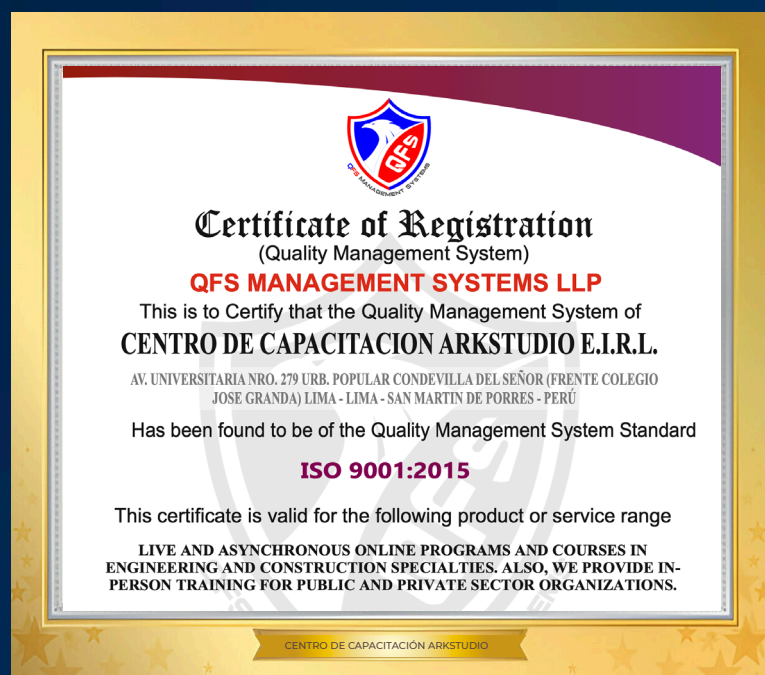 QFS
QFS MANAGEMENT SYSTEMS
Certificate of Registration
(Quality Management System)
QFS MANAGEMENT SYSTEMS LLP
This is to Certify that the Quality Management System of
CENTRO DE CAPACITACION ARKSTUDIO E.I.R.L.
AV. UNIVERSITARIA NRO. 279 URB. POPULAR CONDEVILLA DEL SEÑOR (FRENTE COLEGIO
JOSE GRANDA) LIMA - LIMA - SAN MARTIN DE PORRES - PERÚ
Has been found to be of the Quality Management System Standard
ISO 9001:2015
This certificate is valid for the following product or service range
LIVE AND ASYNCHRONOUS ONLINE PROGRAMS AND COURSES IN
ENGINEERING AND CONSTRUCTION SPECIALTIES. ALSO, WE PROVIDE IN-
PERSON TRAINING FOR PUBLIC AND PRIVATE SECTOR ORGANIZATIONS.
CENTRO DE CAPACITACIÓN ARKSTUDIO